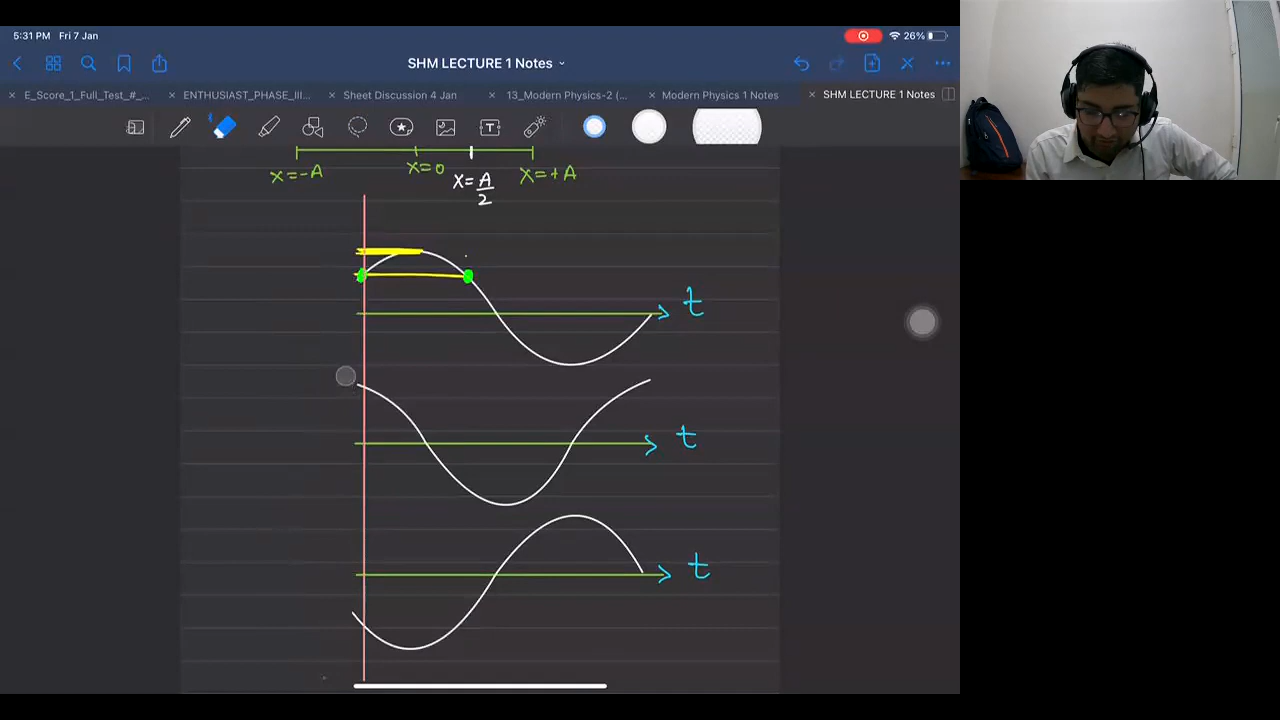 5:31 PM Fri 7 Jan
26%
SHM LECTURE 1 Notes
E_Score_1_Full_Test_#_...
ENTHUSIAST_PHASE_III...
Sheet Discussion 4 Jan
13_Modern Physics-2 (...
Modern Physics 1 Notes
SHM LECTURE 1 Notes
x=-A
x=0
x=A/2
x=+A
t
t
t